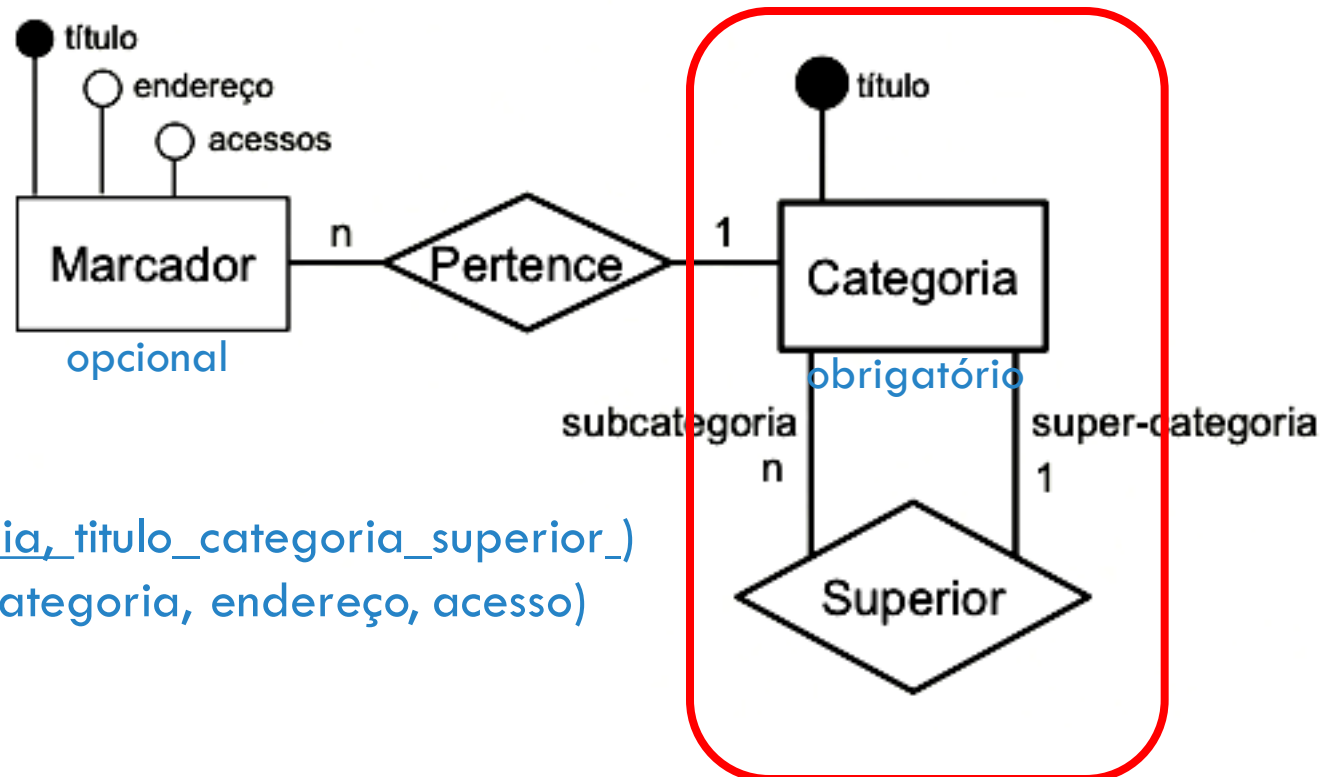 título
endereço
acessos
título
Marcador
n
Pertence
1
Categoria
opcional
obrigatório
subcategoria
super-categoria
n
1
ia, titulo_categoria_superior_)
ategoria, endereço, acesso)
Superior